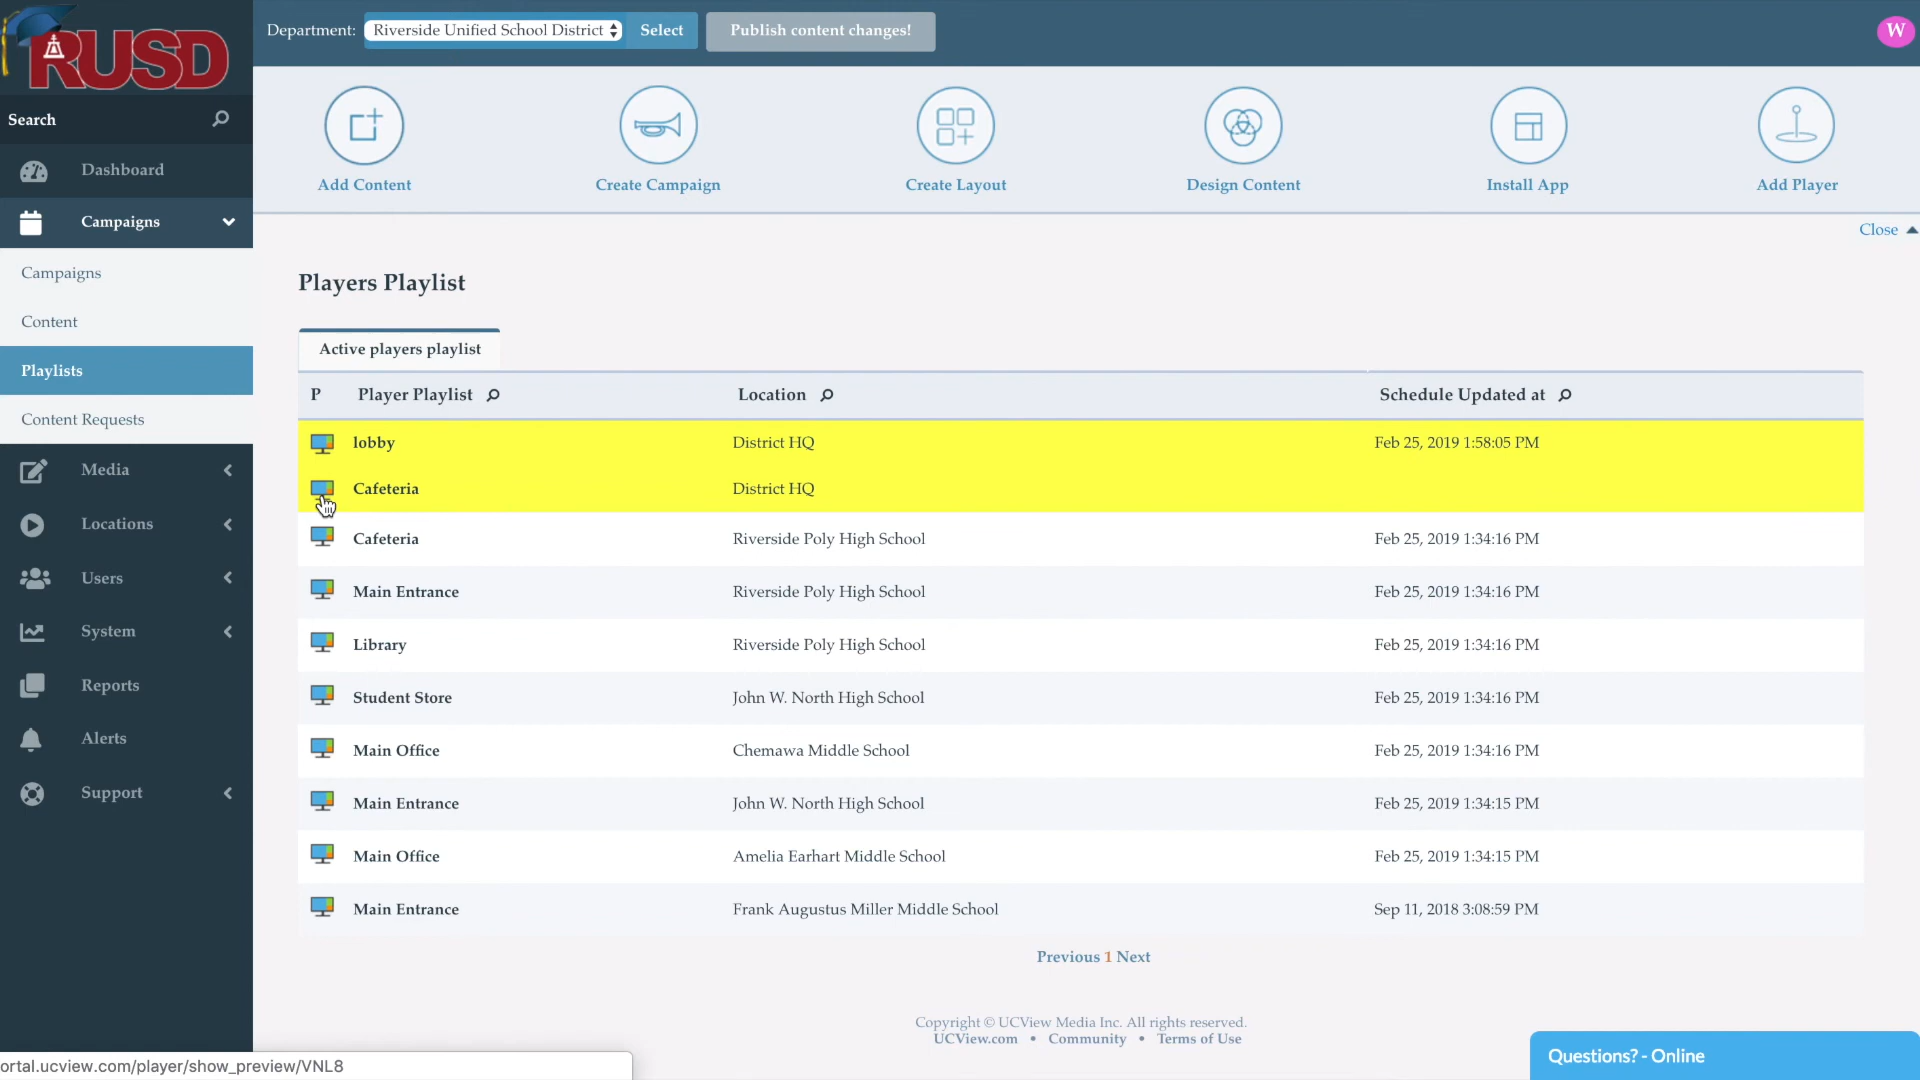 RUSD
Department: Riverside Unified School District Select Publish content changes!
W
Search
Dashboard
Campaigns
Campaigns
Content
Playlists
Content Requests
Media
Locations
Users
System
Reports
Alerts
Support
Add Content
Create Campaign
Create Layout
Design Content
Install App
Add Player
Close
Players Playlist
Active players playlist
P Player Playlist Location Schedule Updated at
lobby District HQ Feb 25, 2019 1:58:05 PM
Cafeteria District HQ
Cafeteria Riverside Poly High School Feb 25, 2019 1:34:16 PM
Main Entrance Riverside Poly High School Feb 25, 2019 1:34:16 PM
Library Riverside Poly High School Feb 25, 2019 1:34:16 PM
Student Store John W. North High School Feb 25, 2019 1:34:16 PM
Main Office Chemawa Middle School Feb 25, 2019 1:34:16 PM
Main Entrance John W. North High School Feb 25, 2019 1:34:15 PM
Main Office Amelia Earhart Middle School Feb 25, 2019 1:34:15 PM
Main Entrance Frank Augustus Miller Middle School Sep 11, 2018 3:08:59 PM
Previous 1 Next
Copyright © UCView Media Inc. All rights reserved.
UCView.com • Community • Terms of Use
Questions? - Online
ortal.ucview.com/player/show_preview/VNL8